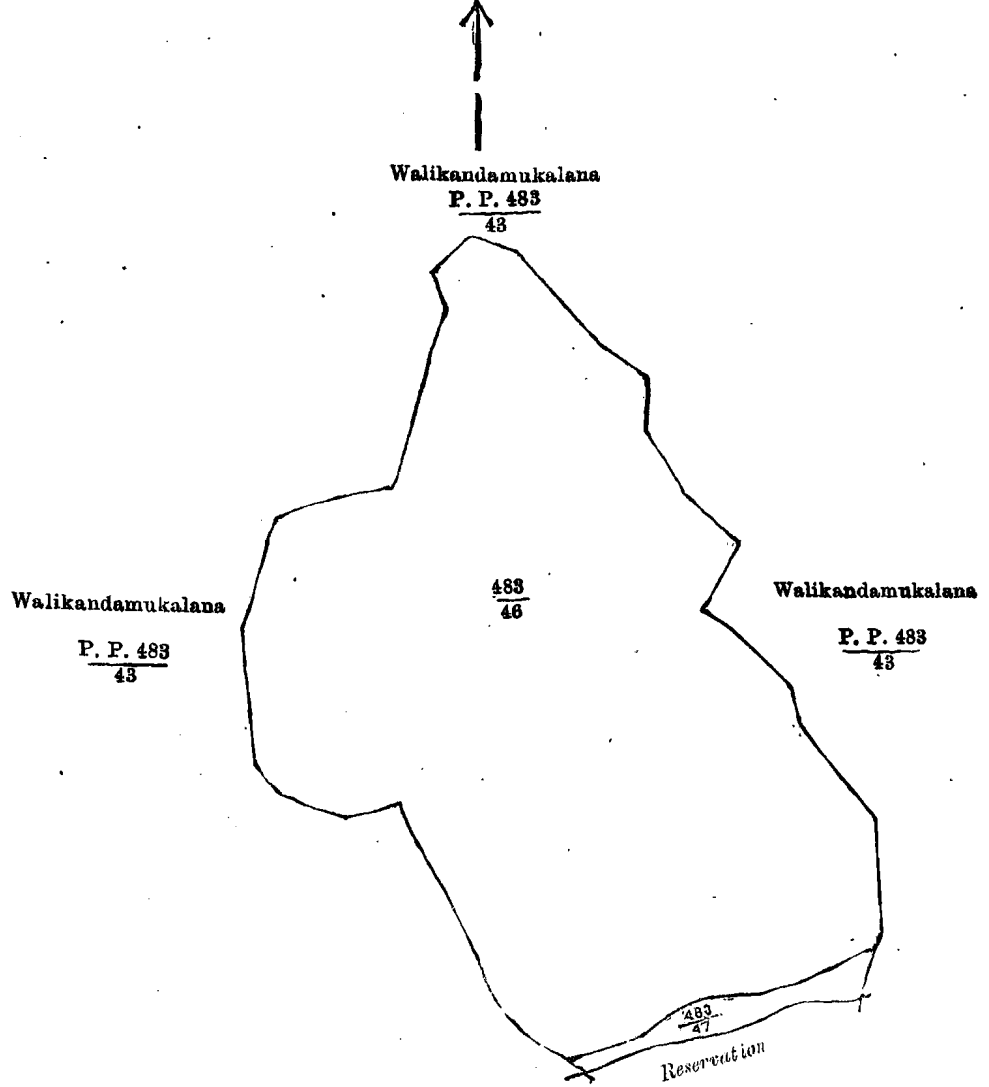 Walikandamukalana
P. P. 483
43
483
46
Walikandamukalana
P. P. 483
43
Walikandamukalana
P. P. 483
43
483
47
Reservation